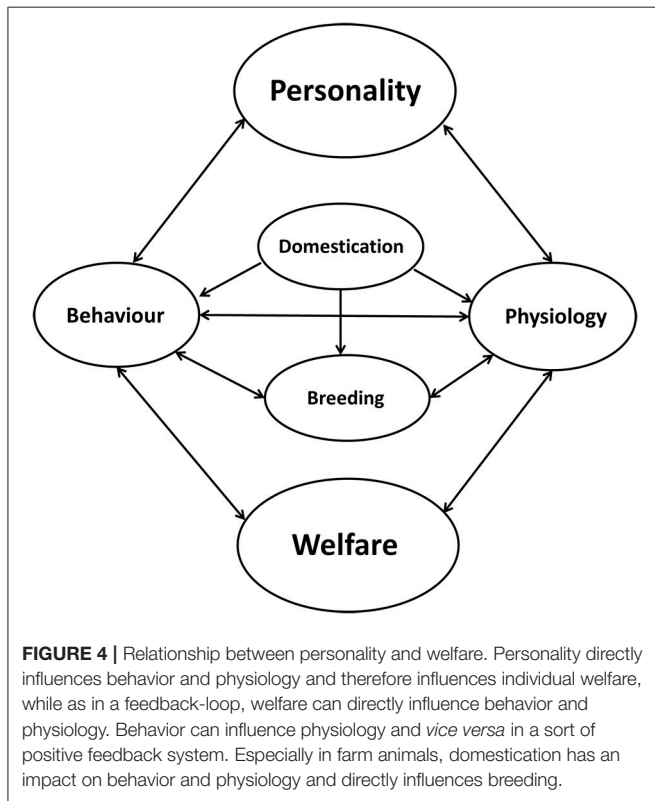 Personality
Domestication
Behaviour
Physiology
Breeding
Welfare
FIGURE 4 | Relationship between personality and welfare. Personality directly
influences behavior and physiology and therefore influences individual welfare,
while as in a feedback-loop, welfare can directly influence behavior and
physiology. Behavior can influence physiology and vice versa in a sort of
positive feedback system. Especially in farm animals, domestication has an
impact on behavior and physiology and directly influences breeding.